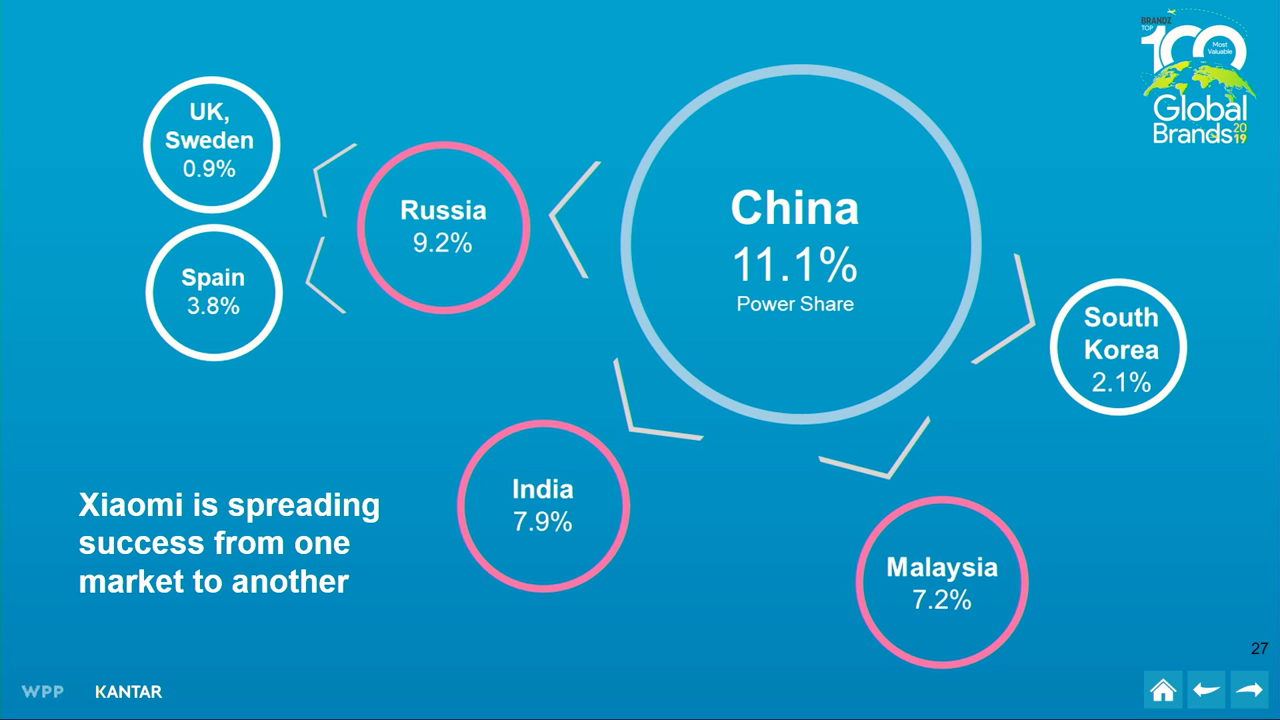 BRANDZ
TOP
100
Most
Valuable
Global
Brands
20
19
UK,
Sweden
0.9%
Russia
9.2%
China
11.1%
Power Share
Spain
3.8%
South
Korea
2.1%
India
7.9%
Malaysia
7.2%
Xiaomi is spreading
success from one
market to another
27
WPP KANTAR